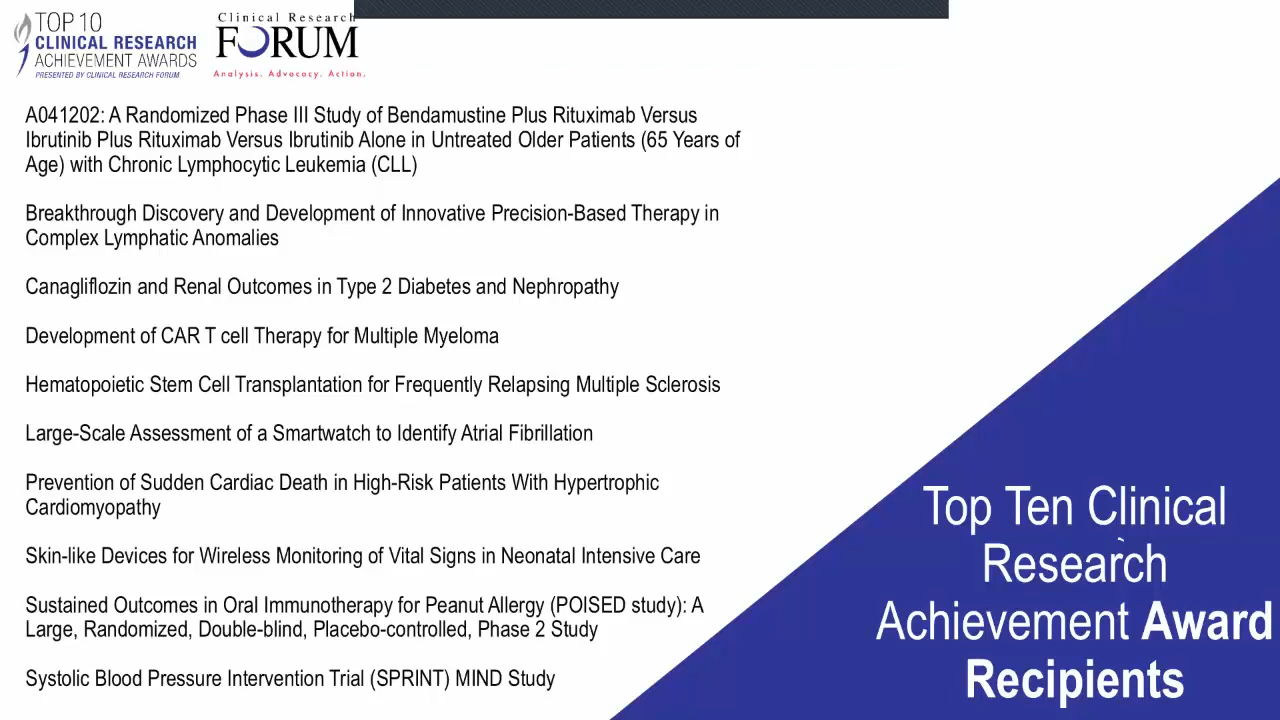 TOP 10
CLINICAL RESEARCH
ACHIEVEMENT AWARDS
PRESENTED BY CLINICAL RESEARCH FORUM
Clinical Research
FORUM
Analysis. Advocacy. Action.
A041202: A Randomized Phase III Study of Bendamustine Plus Rituximab Versus
Ibrutinib Plus Rituximab Versus Ibrutinib Alone in Untreated Older Patients (65 Years of
Age) with Chronic Lymphocytic Leukemia (CLL)
Breakthrough Discovery and Development of Innovative Precision-Based Therapy in
Complex Lymphatic Anomalies
Canagliflozin and Renal Outcomes in Type 2 Diabetes and Nephropathy
Development of CAR T cell Therapy for Multiple Myeloma
Hematopoietic Stem Cell Transplantation for Frequently Relapsing Multiple Sclerosis
Large-Scale Assessment of a Smartwatch to Identify Atrial Fibrillation
Prevention of Sudden Cardiac Death in High-Risk Patients With Hypertrophic
Cardiomyopathy
Skin-like Devices for Wireless Monitoring of Vital Signs in Neonatal Intensive Care
Sustained Outcomes in Oral Immunotherapy for Peanut Allergy (POISED study): A
Large, Randomized, Double-blind, Placebo-controlled, Phase 2 Study
Systolic Blood Pressure Intervention Trial (SPRINT) MIND Study
Top Ten Clinical
Research
Achievement Award
Recipients